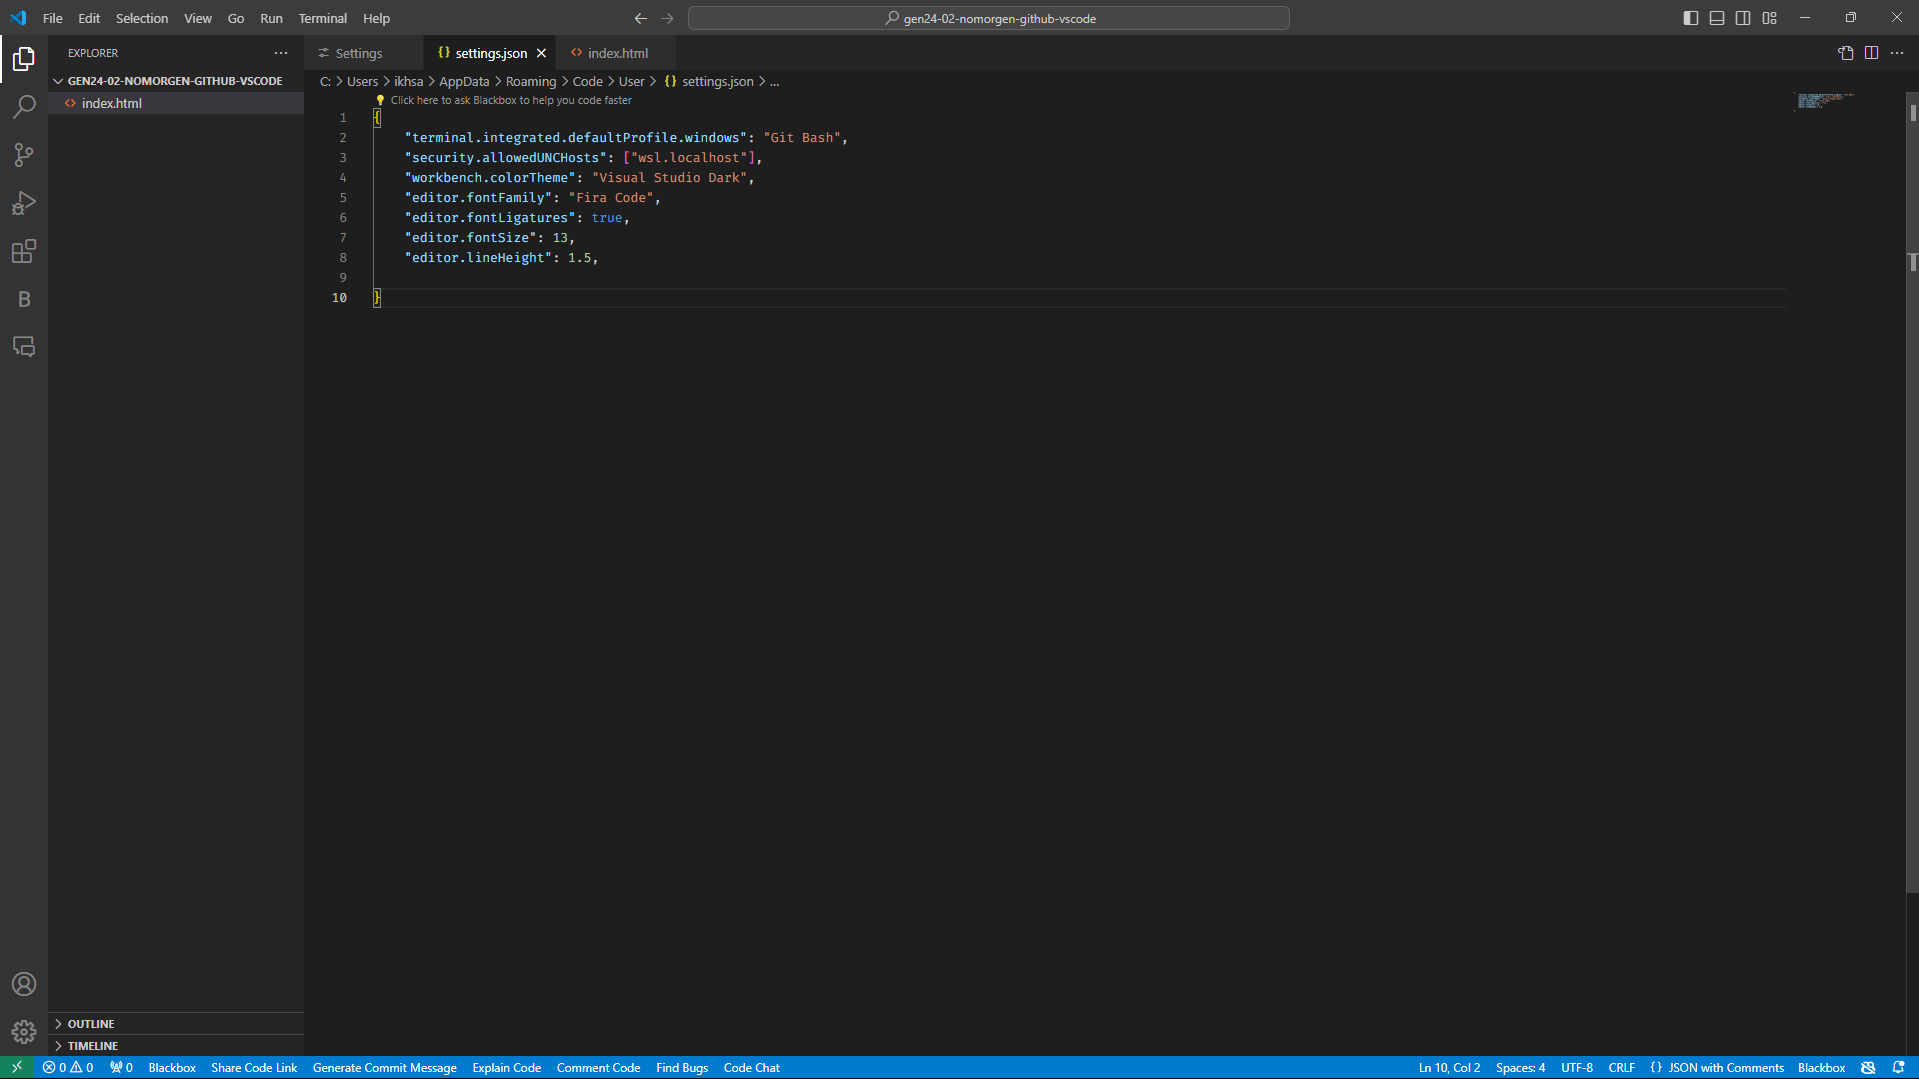 File Edit Selection View Go Run Terminal Help
gen24-02-nomorgen-github-vscode
EXPLORER
GEN24-02-NOMORGEN-GITHUB-VSCODE
index.html
OUTLINE
TIMELINE
Settings
{} settings.json
<> index.html
C: > Users > ikhsa > AppData > Roaming > Code > User > {} settings.json > ...
Click here to ask Blackbox to help you code faster
1 {
2 "terminal.integrated.defaultProfile.windows": "Git Bash",
3 "security.allowedUNCHosts": ["wsl.localhost"],
4 "workbench.colorTheme": "Visual Studio Dark",
5 "editor.fontFamily": "Fira Code",
6 "editor.fontLigatures": true,
7 "editor.fontSize": 13,
8 "editor.lineHeight": 1.5,
9
10 }
0 0 0 Blackbox Share Code Link Generate Commit Message Explain Code Comment Code Find Bugs Code Chat Ln 10, Col 2 Spaces: 4 UTF-8 CRLF {} JSON with Comments Blackbox